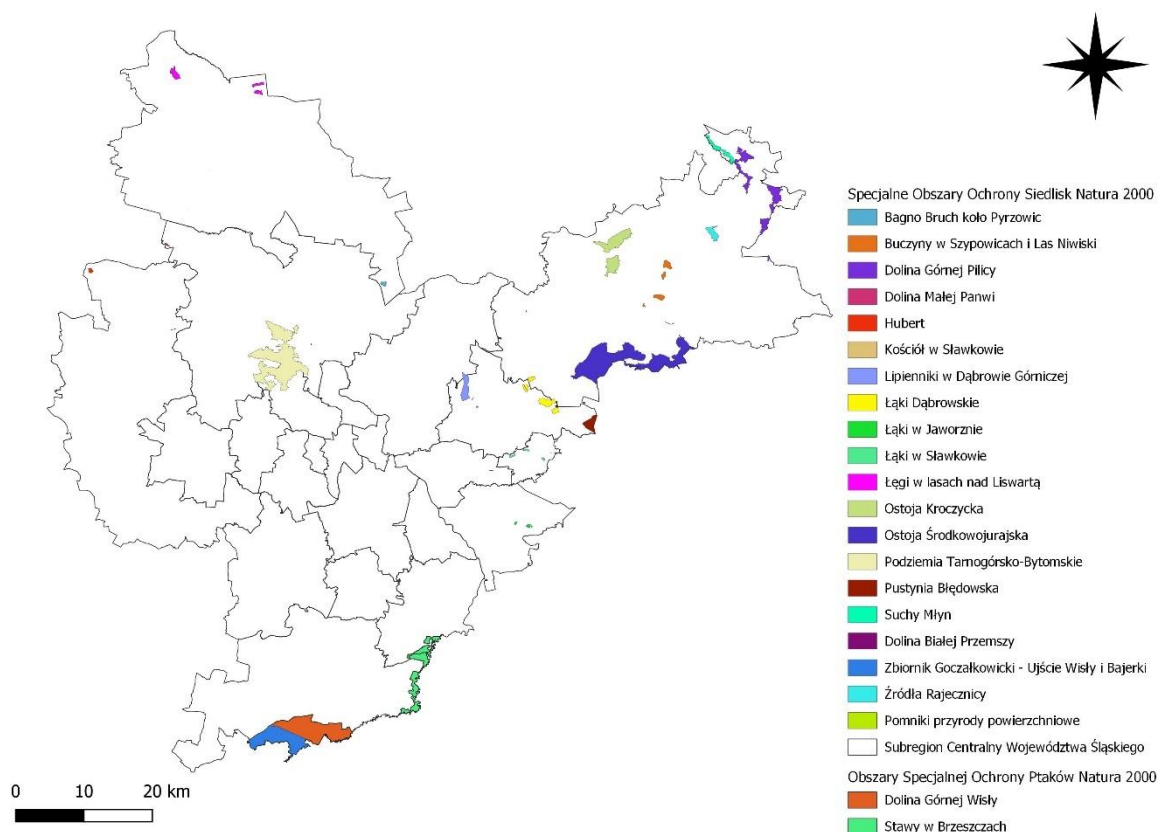 Specjalne Obszary Ochrony Siedlisk Natura 2000
Bagno Bruch koło Pyrzowic
Buczyny w Szypowicach i Las Niwiski
Dolina Górnej Pilicy
Dolina Małej Panwi
Hubert
Kościół w Sławkowie
Lipienniki w Dąbrowie Górniczej
Łąki Dąbrowskie
Łąki w Jaworznie
Łąki w Sławkowie
Łęgi w lasach nad Liswartą
Ostoja Kroczycka
Ostoja Środkowojurajska
Podziemia Tarnogórsko-Bytomskie
Pustynia Błędowska
Suchy Młyn
Dolina Białej Przemszy
Zbiornik Goczałkowicki - Ujście Wisły i Bajerki
Źródła Rajecznicy
Pomniki przyrody powierzchniowe
Subregion Centralny Województwa Śląskiego
Obszary Specjalnej Ochrony Ptaków Natura 2000
Dolina Górnej Wisły
Stawy w Brzeszczach
0 10 20 km